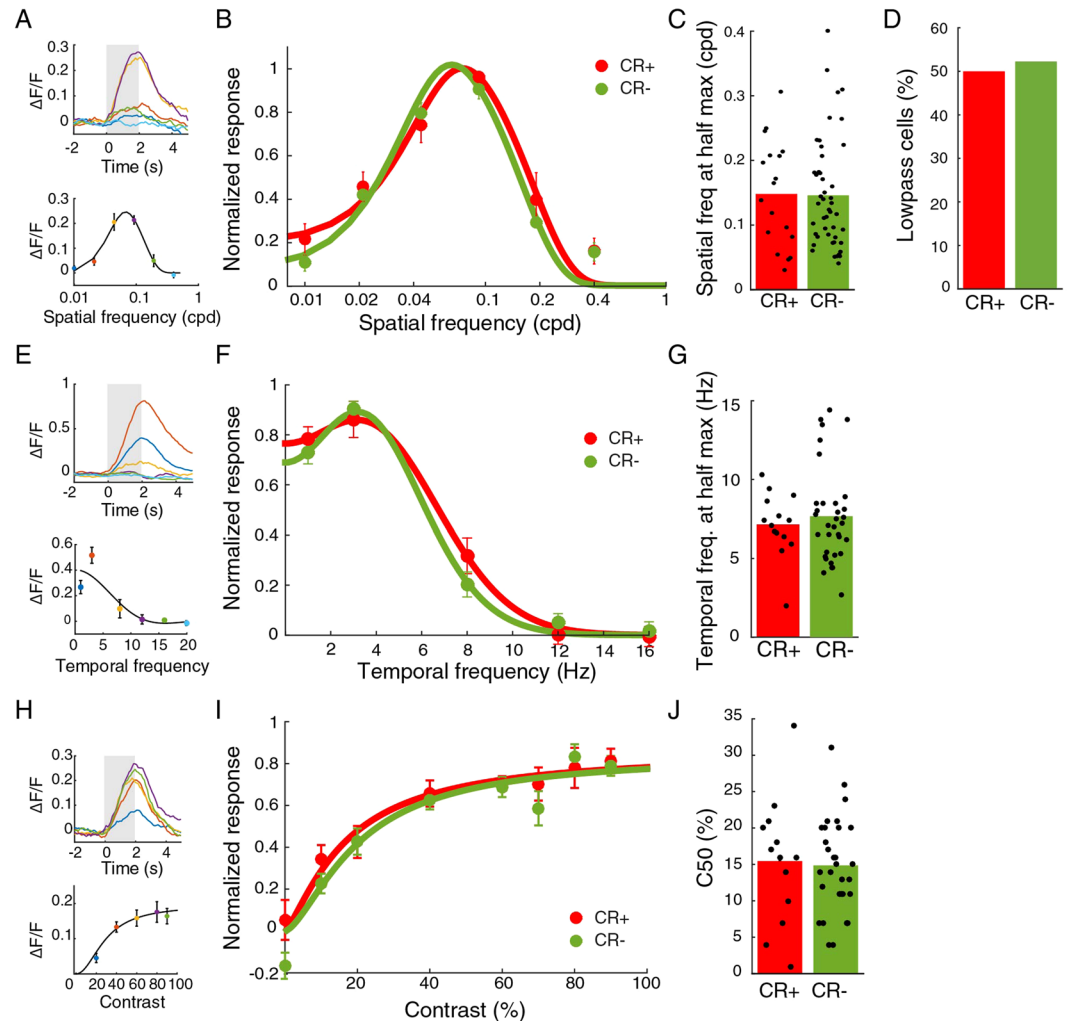 A
0.3
0.2
0.1
0
ΔF/F
-2 0 2 4
Time (s)
0.3
0.2
0.1
0
ΔF/F
0.01 0.1 1
Spatial frequency (cpd)
B
1
0.8
0.6
0.4
0.2
0
Normalized response
CR+
CR-
0.01 0.02 0.04 0.1 0.2 0.4 1
Spatial frequency (cpd)
C
0.4
0.3
0.2
0.1
0
Spatial freq at half max (cpd)
CR+ CR-
D
60
50
40
30
20
10
0
Lowpass cells (%)
CR+ CR-
E
1
0.5
0
ΔF/F
-2 0 2 4
Time (s)
0.6
0.4
0.2
0
ΔF/F
0 5 10 15 20
Temporal frequency
F
1
0.8
0.6
0.4
0.2
0
Normalized response
CR+
CR-
2 4 6 8 10 12 14 16
Temporal frequency (Hz)
G
15
10
5
0
Temporal freq. at half max (Hz)
CR+ CR-
H
0.3
0.2
0.1
0
ΔF/F
-2 0 2 4
Time (s)
0.2
0.1
ΔF/F
0 20 40 60 80 100
Contrast
I
1
0.8
0.6
0.4
0.2
0
-0.2
Normalized response
CR+
CR-
20 40 60 80 100
Contrast (%)
J
35
30
25
20
15
10
5
0
C50 (%)
CR+ CR-